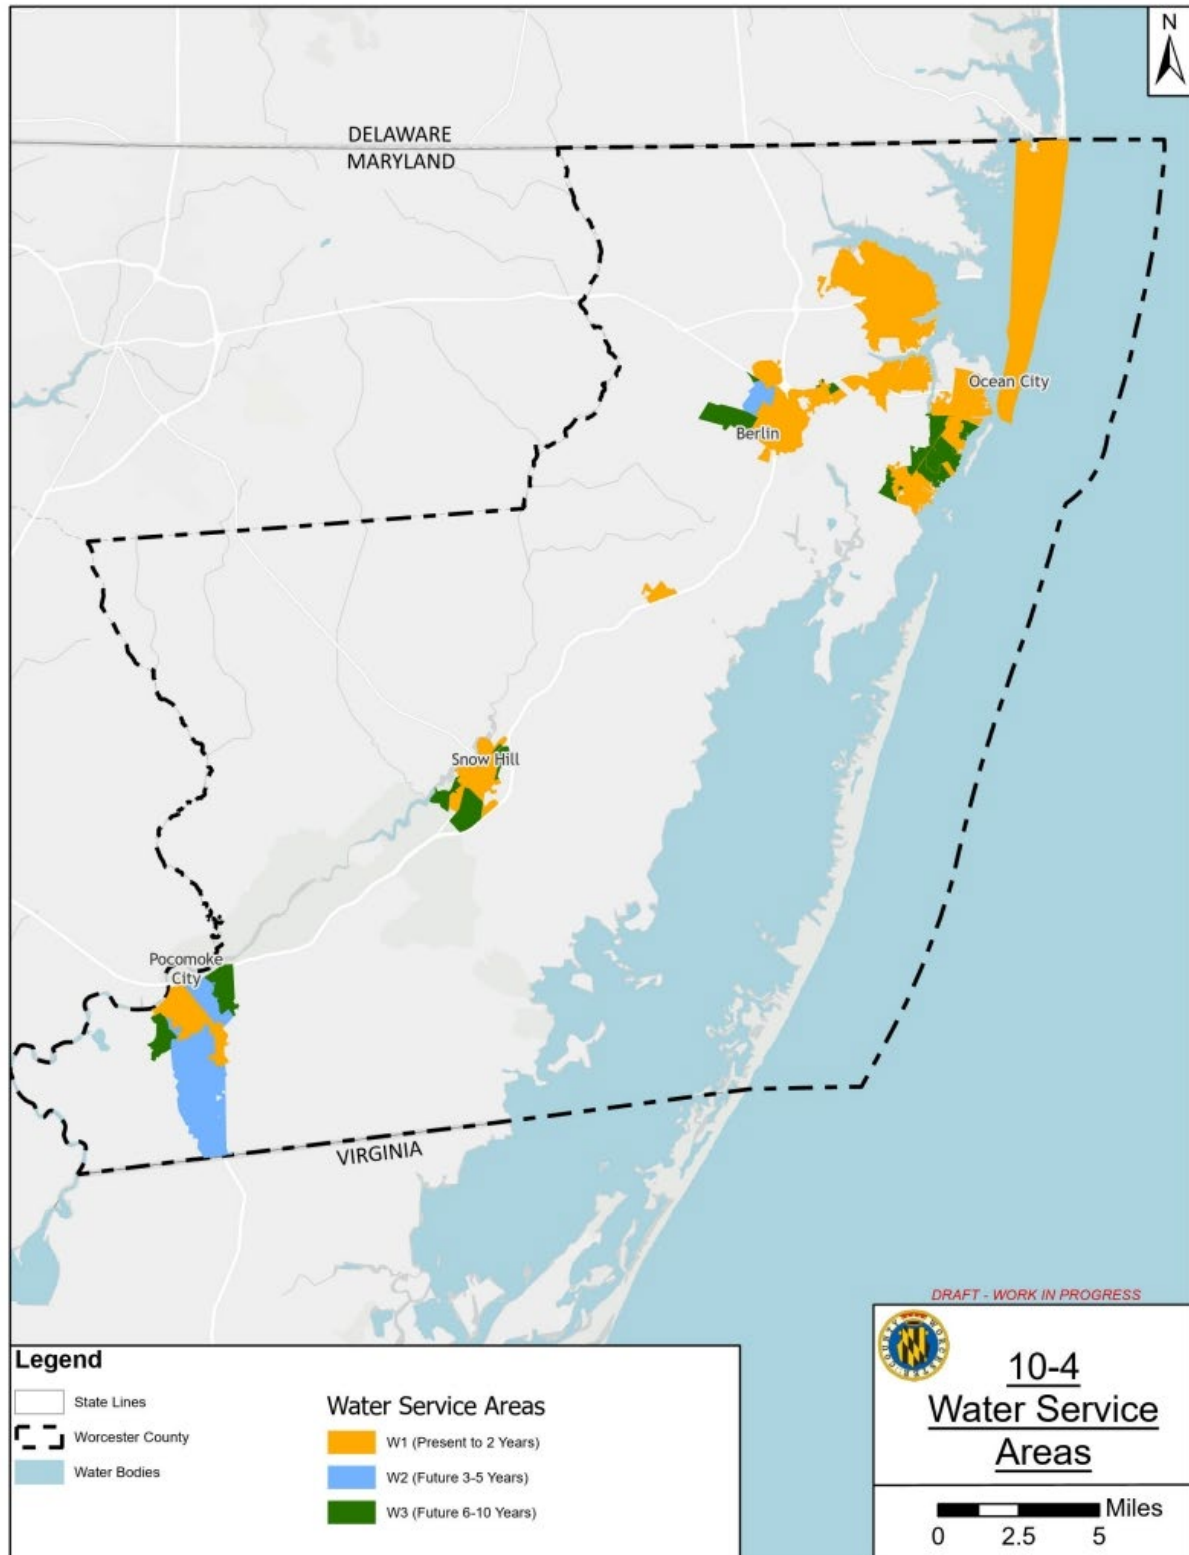 N
DELAWARE
MARYLAND
Ocean City
Berlin
Snow Hill
Pocomoke
City
VIRGINIA
DRAFT - WORK IN PROGRESS
Legend
State Lines
Worcester County
Water Bodies
Water Service Areas
W1 (Present to 2 Years)
W2 (Future 3-5 Years)
W3 (Future 6-10 Years)
10-4
Water Service
Areas
Miles
0 2.5 5